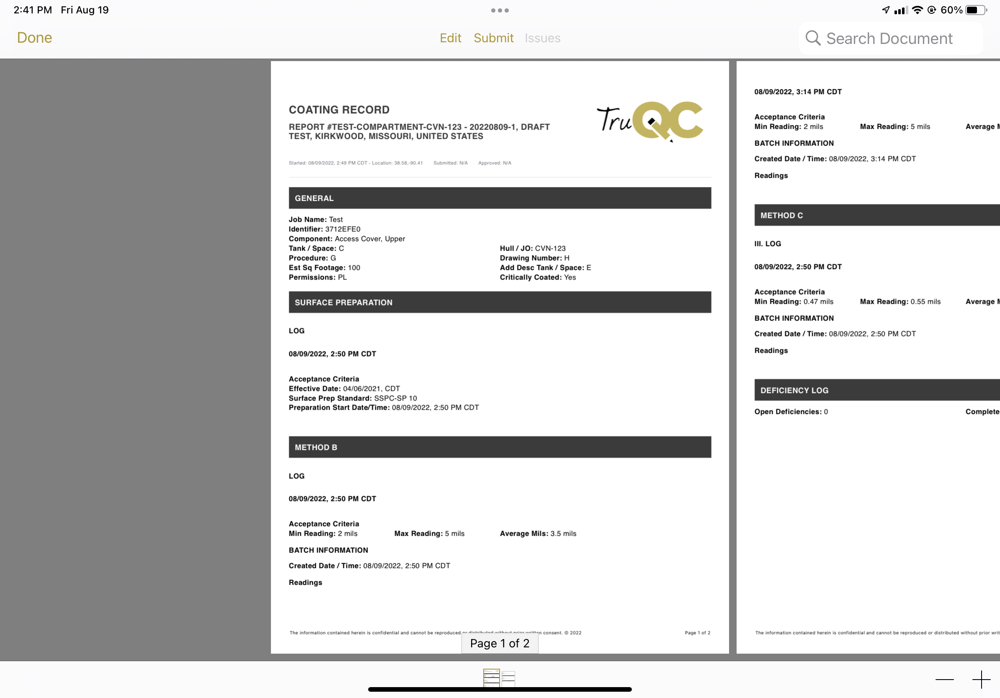 2:41 PM Fri Aug 19
60%
Done
Edit Submit Issues
Search Document
COATING RECORD
REPORT #TEST-COMPARTMENT-CVN-123 - 20220809-1, DRAFT
TEST, KIRKWOOD, MISSOURI, UNITED STATES
TruQC
Started: 08/09/2022, 2:49 PM CDT - Location: 38.58,-90.41 Submitted: N/A Approved: N/A
GENERAL
Job Name: Test
Identifier: 3712EFE0
Component: Access Cover, Upper
Tank / Space: C Hull / JO: CVN-123
Procedure: G Drawing Number: H
Est Sq Footage: 100 Add Desc Tank / Space: E
Permissions: PL Critically Coated: Yes
SURFACE PREPARATION
LOG
08/09/2022, 2:50 PM CDT
Acceptance Criteria
Effective Date: 04/06/2021, CDT
Surface Prep Standard: SSPC-SP 10
Preparation Start Date/Time: 08/09/2022, 2:50 PM CDT
METHOD B
LOG
08/09/2022, 2:50 PM CDT
Acceptance Criteria
Min Reading: 2 mils Max Reading: 5 mils Average Mils: 3.5 mils
BATCH INFORMATION
Created Date / Time: 08/09/2022, 2:50 PM CDT
Readings
The information contained herein is confidential and cannot be reproduced or distributed without prior written consent. © 2022 Page 1 of 2
Page 1 of 2
08/09/2022, 3:14 PM CDT
Acceptance Criteria
Min Reading: 2 mils Max Reading: 5 mils Average
BATCH INFORMATION
Created Date / Time: 08/09/2022, 3:14 PM CDT
Readings
METHOD C
III. LOG
08/09/2022, 2:50 PM CDT
Acceptance Criteria
Min Reading: 0.47 mils Max Reading: 0.55 mils Average
BATCH INFORMATION
Created Date / Time: 08/09/2022, 2:50 PM CDT
Readings
DEFICIENCY LOG
Open Deficiencies: 0 Complete
The information contained herein is confidential and cannot be reproduced or distributed without prior writ